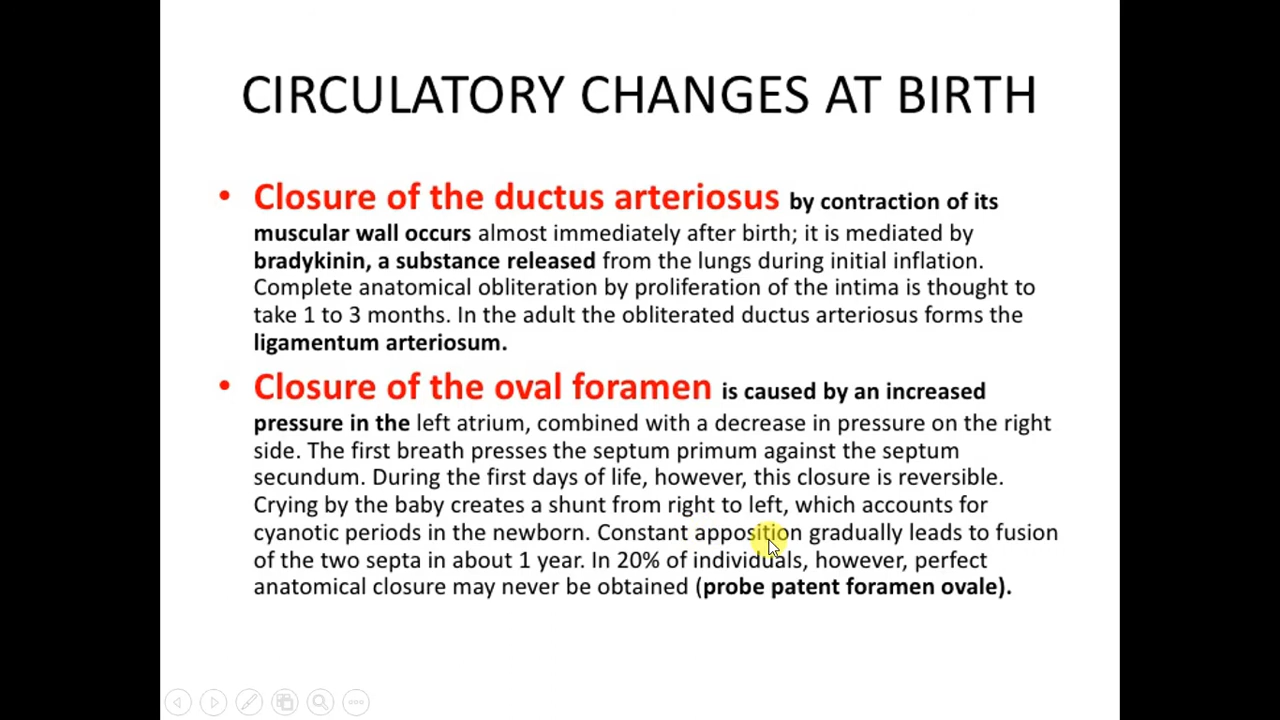 CIRCULATORY CHANGES AT BIRTH
• Closure of the ductus arteriosus by contraction of its
muscular wall occurs almost immediately after birth; it is mediated by
bradykinin, a substance released from the lungs during initial inflation.
Complete anatomical obliteration by proliferation of the intima is thought to
take 1 to 3 months. In the adult the obliterated ductus arteriosus forms the
ligamentum arteriosum.
• Closure of the oval foramen is caused by an increased
pressure in the left atrium, combined with a decrease in pressure on the right
side. The first breath presses the septum primum against the septum
secundum. During the first days of life, however, this closure is reversible.
Crying by the baby creates a shunt from right to left, which accounts for
cyanotic periods in the newborn. Constant apposition gradually leads to fusion
of the two septa in about 1 year. In 20% of individuals, however, perfect
anatomical closure may never be obtained (probe patent foramen ovale).